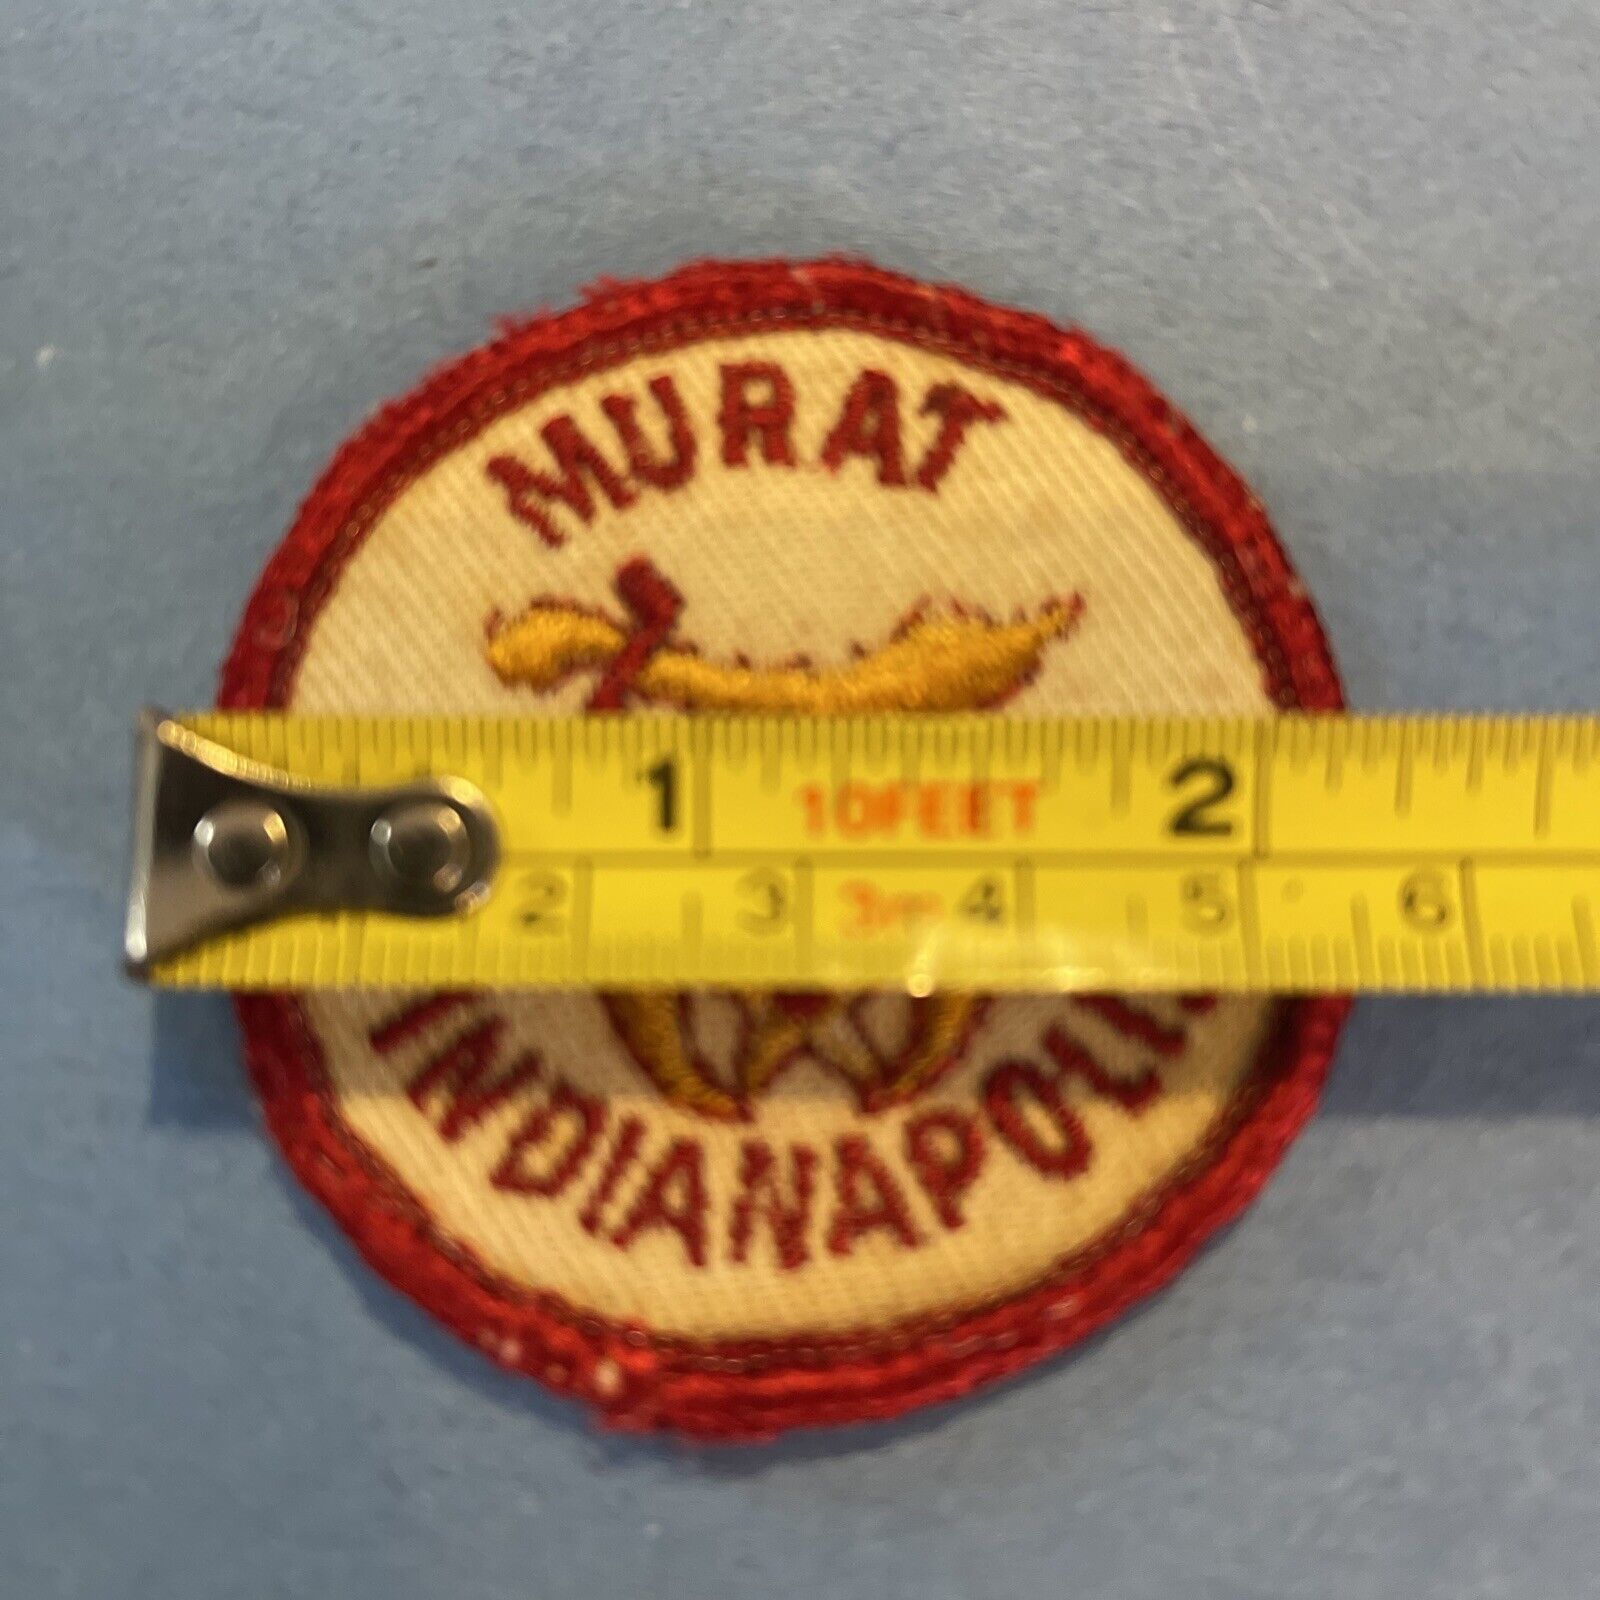 MURAT
1 10FEET 2
2 3 3m 4 5 6
INDIANAPOLI